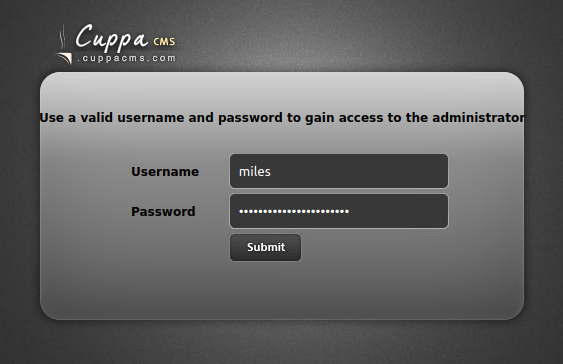 Cuppa CMS
.cuppacms.com
Use a valid username and password to gain access to the administrator
Username
miles
Password
•••••••••••••••••••••••
Submit